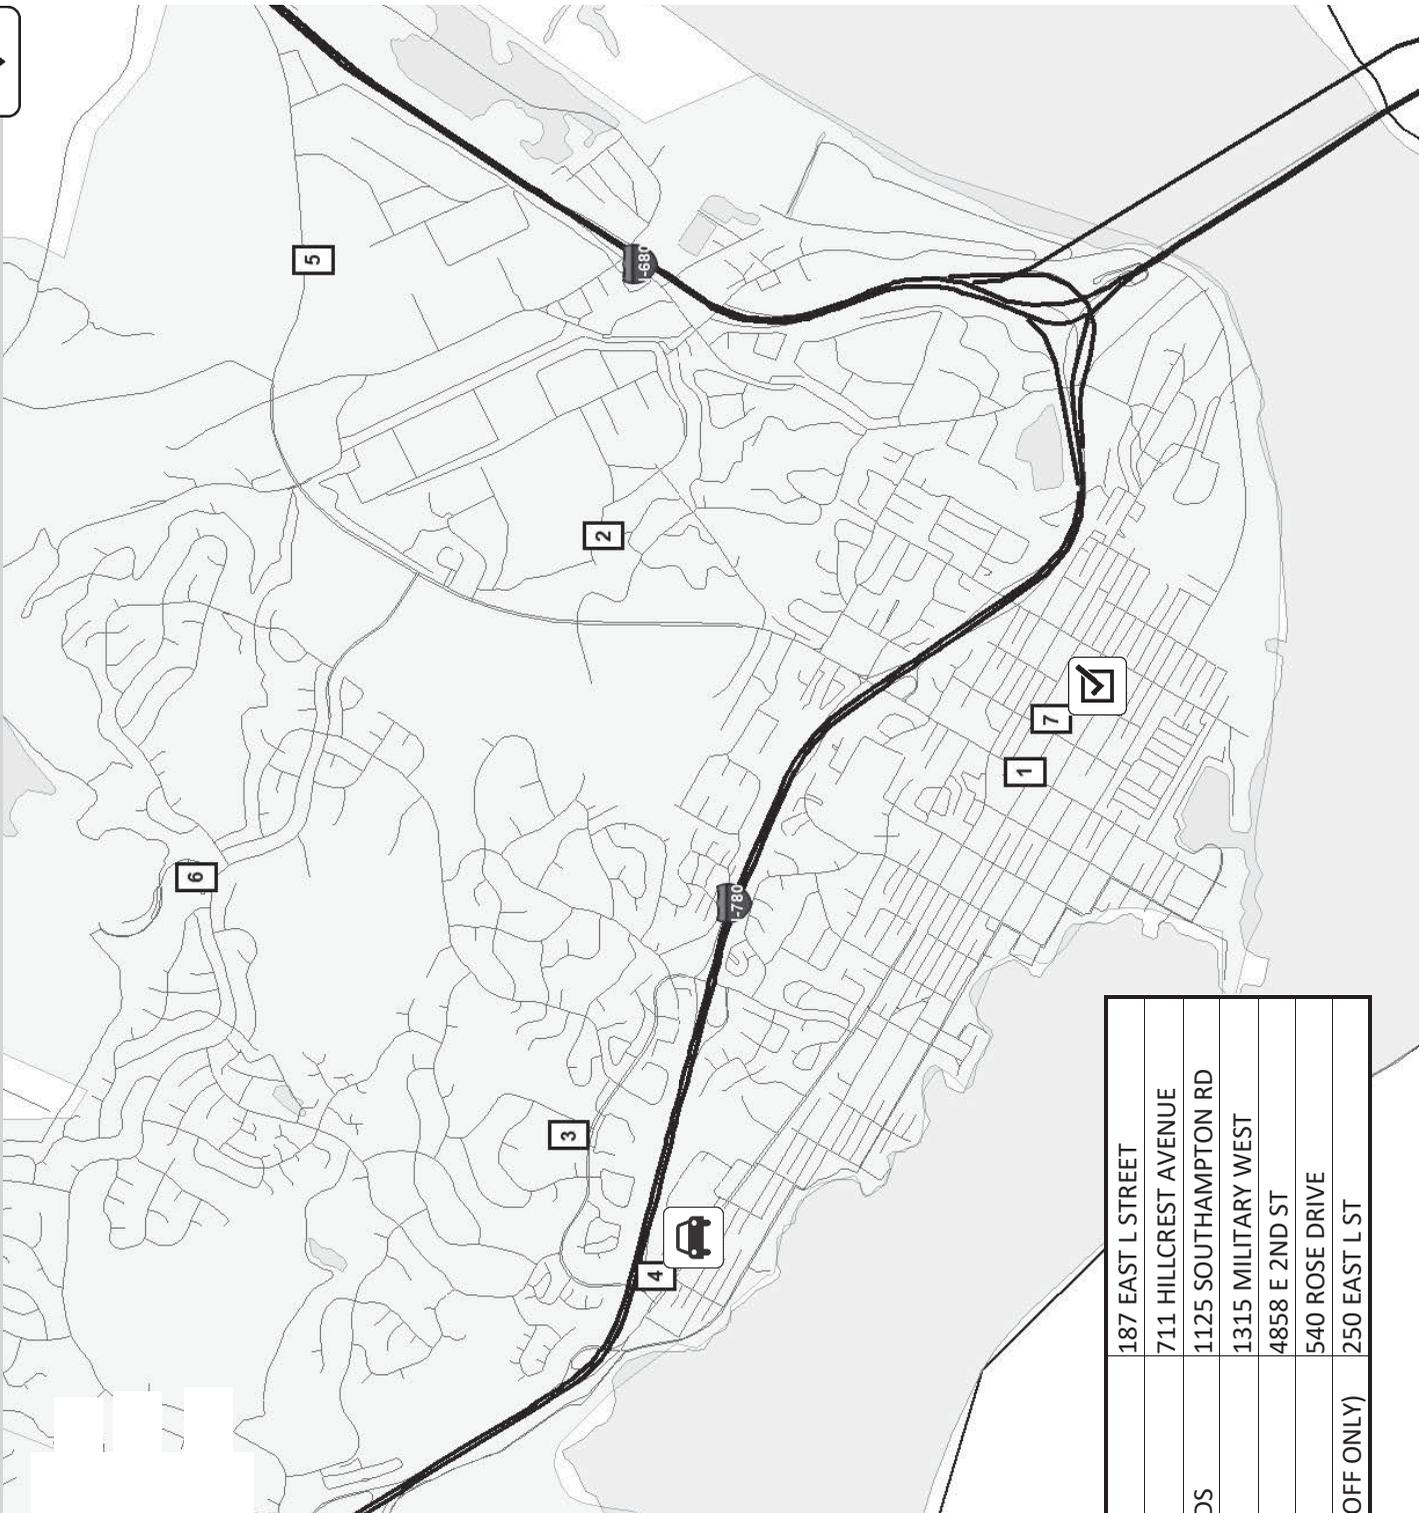 5
I-680
2
7
1
6
I-780
3
4
187 EAST L STREET
711 HILLCREST AVENUE
DS 1125 SOUTHAMPTON RD
1315 MILITARY WEST
4858 E 2ND ST
540 ROSE DRIVE
OFF ONLY) 250 EAST L ST